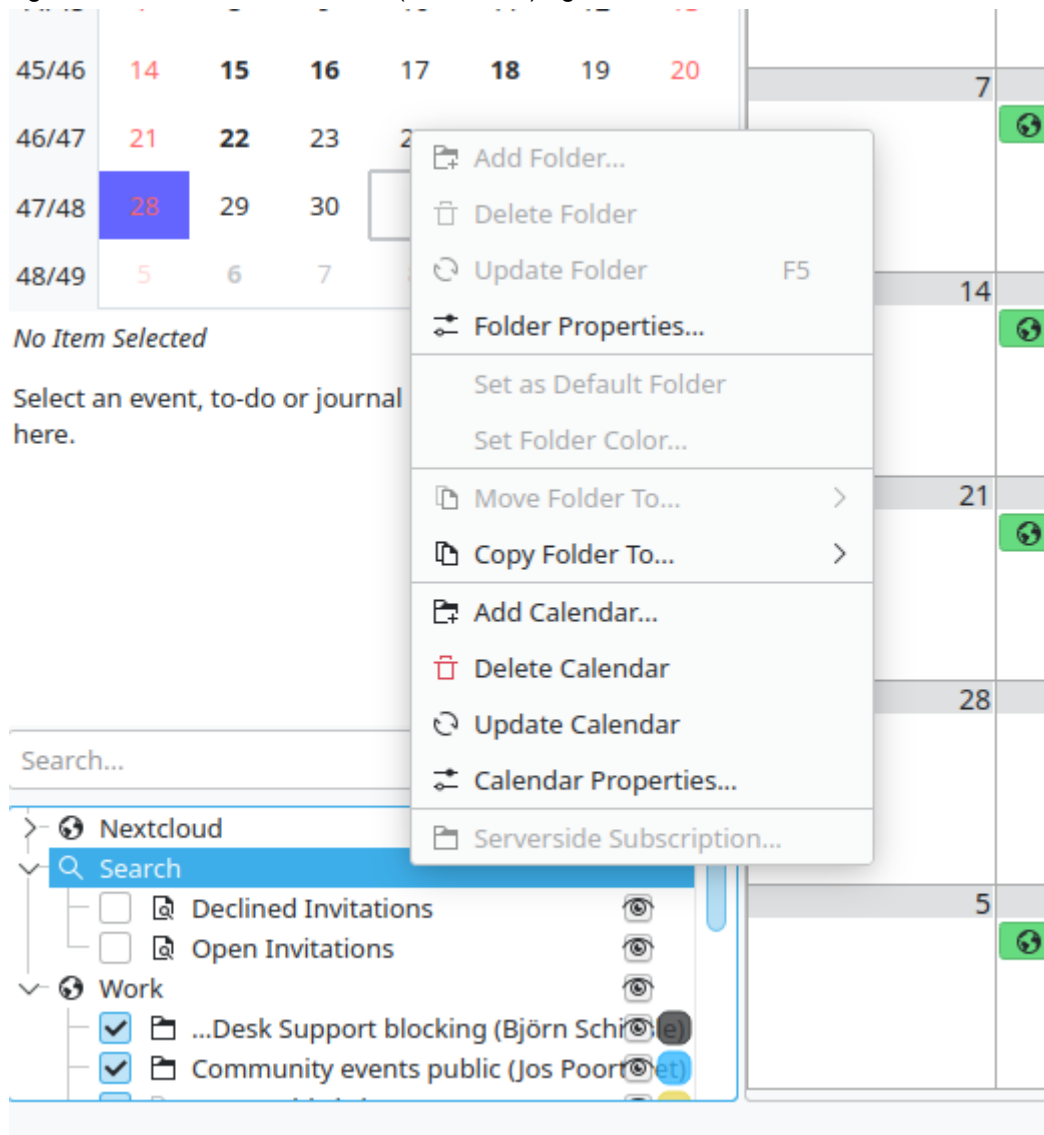 45/46 14 15 16 17 18 19 20
7
46/47 21 22 23
47/48 28 29 30
48/49 5 6 7
14
No Item Selected
Select an event, to-do or journal
here.
21
28
5
Add Folder...
Delete Folder
Update Folder F5
Folder Properties...
Set as Default Folder
Set Folder Color...
Move Folder To...
Copy Folder To...
Add Calendar...
Delete Calendar
Update Calendar
Calendar Properties...
Serverside Subscription...
Search...
Nextcloud
Search
Declined Invitations
Open Invitations
Work
...Desk Support blocking (Björn
Community events public (Jos